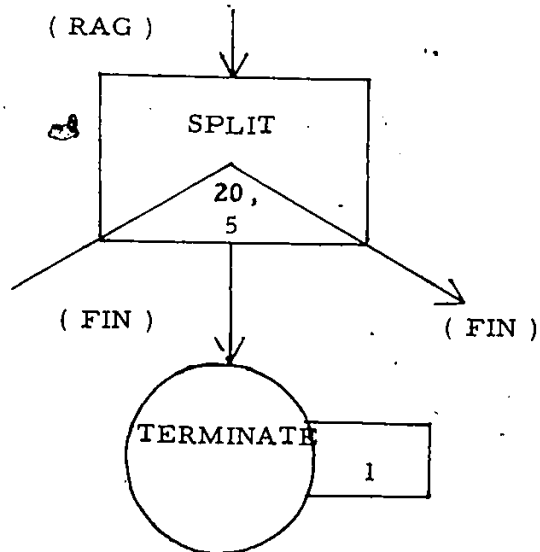 ( RAG )
SPLIT
20,
5
( FIN )
( FIN )
TERMINATE
1